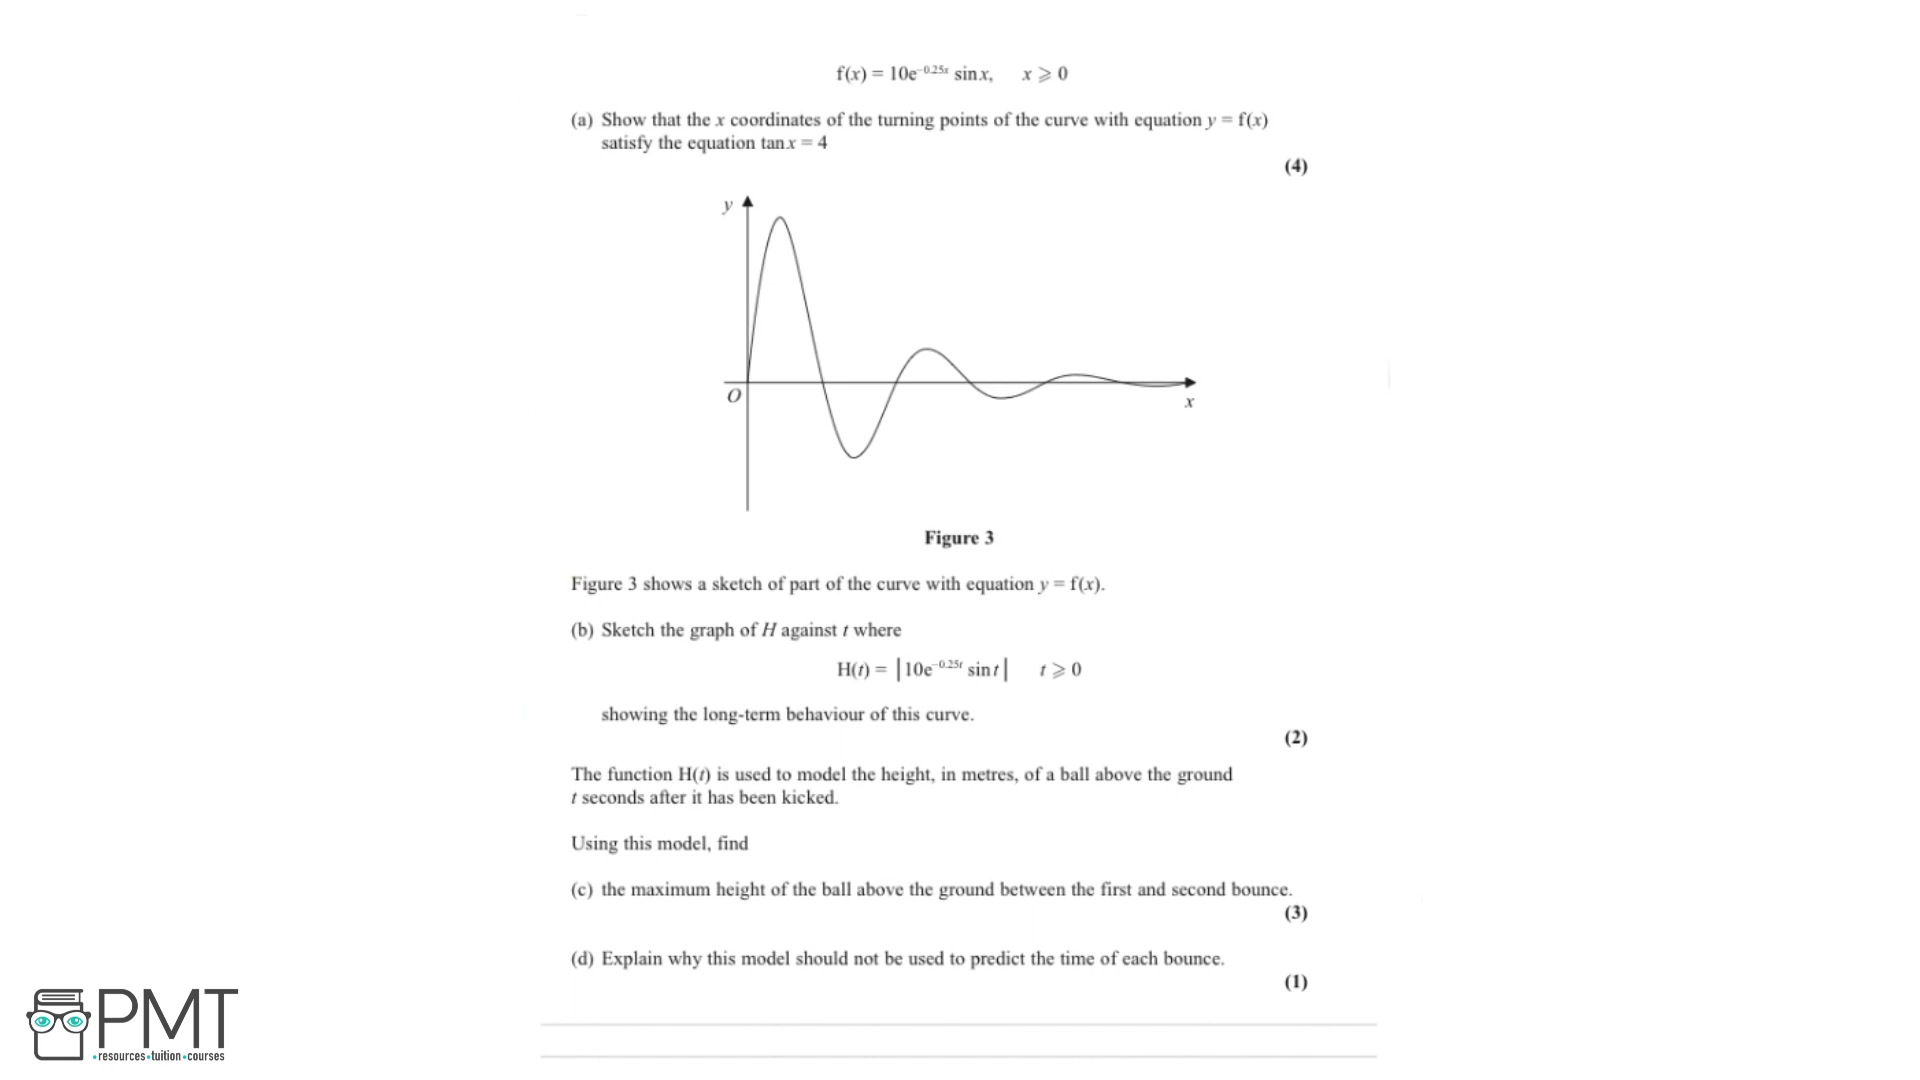 f(x) = 10e⁻⁰·²⁵ˣ sin x,    x ⩾ 0
(a) Show that the x coordinates of the turning points of the curve with equation y = f(x)
satisfy the equation tan x = 4
(4)
y
O
x
Figure 3
Figure 3 shows a sketch of part of the curve with equation y = f(x).
(b) Sketch the graph of H against t where
H(t) = |10e⁻⁰·²⁵ᵗ sin t|    t ⩾ 0
showing the long-term behaviour of this curve.
(2)
The function H(t) is used to model the height, in metres, of a ball above the ground
t seconds after it has been kicked.
Using this model, find
(c) the maximum height of the ball above the ground between the first and second bounce.
(3)
(d) Explain why this model should not be used to predict the time of each bounce.
(1)
PMT
•resources•tuition•courses